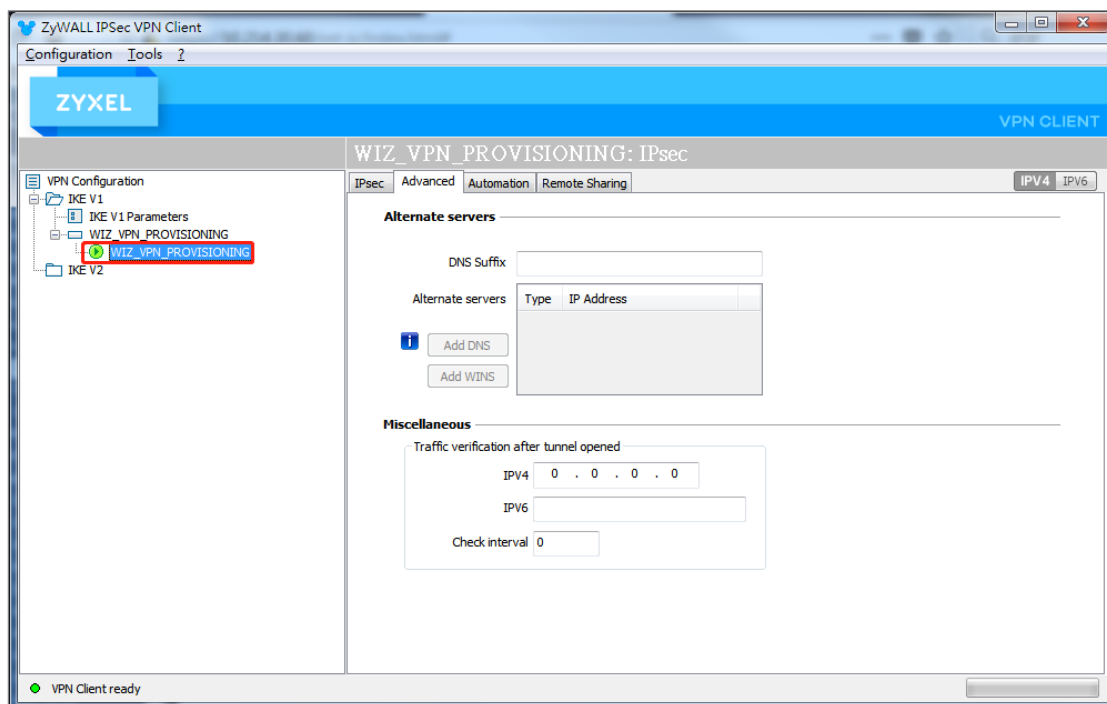 ZyWALL IPSec VPN Client
Configuration Tools ?
ZYXEL
VPN CLIENT
WIZ_VPN_PROVISIONING: IPsec
VPN Configuration
IKE V1
IKE V1 Parameters
WIZ_VPN_PROVISIONING
WIZ_VPN_PROVISIONING
IKE V2
IPsec Advanced Automation Remote Sharing IPV4 IPV6
Alternate servers
DNS Suffix
Alternate servers Type IP Address
Add DNS
Add WINS
Miscellaneous
Traffic verification after tunnel opened
IPV4 0 . 0 . 0 . 0
IPV6
Check interval 0
VPN Client ready